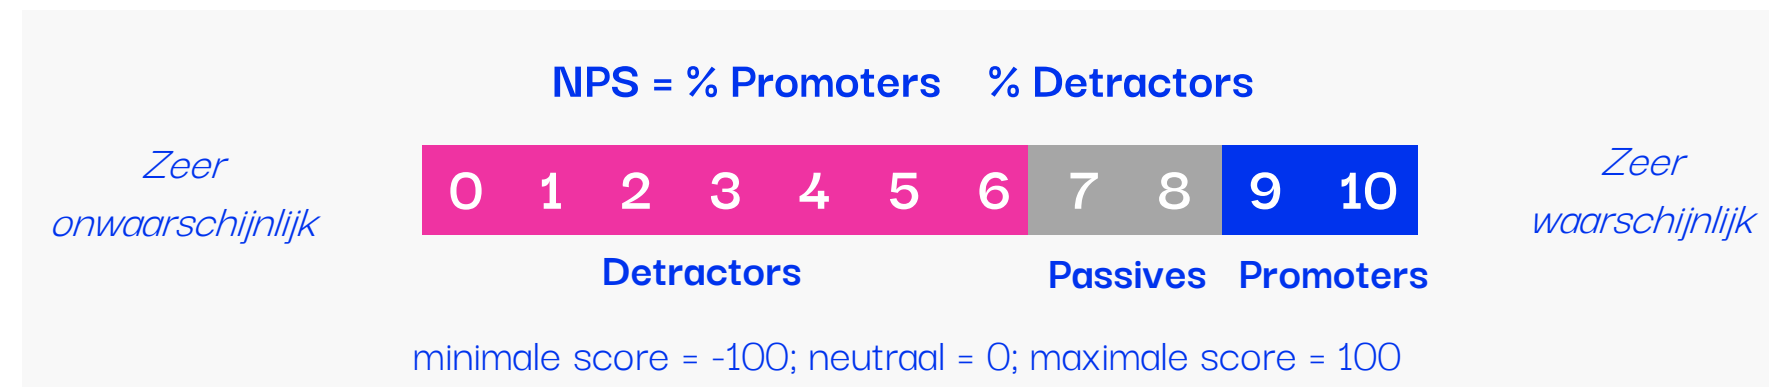 NPS = % Promoters % Detractors
Zeer
onwaarschijnlijk
0 1 2 3 4 5 6 7 8 9 10
Zeer
waarschijnlijk
Detractors Passives Promoters
minimale score = -100; neutraal = 0; maximale score = 100